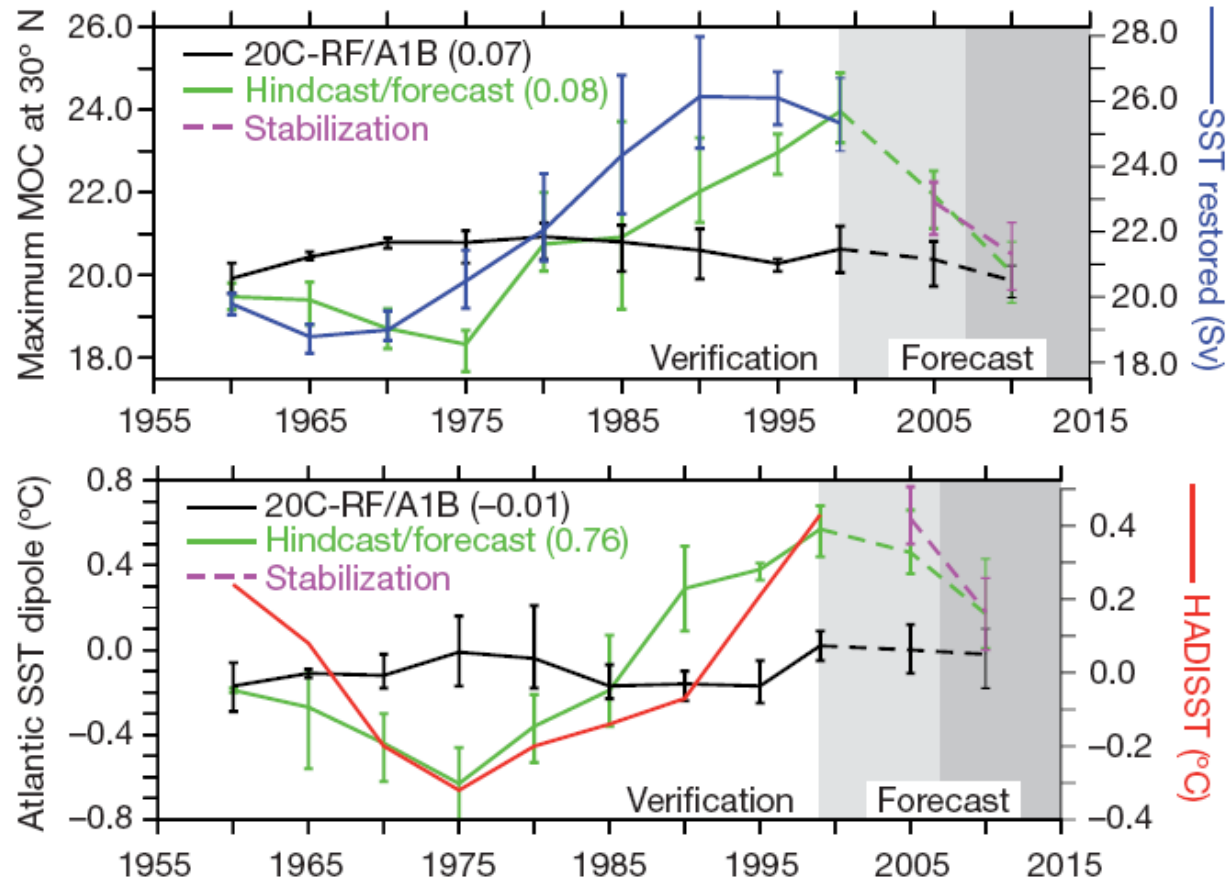 Maximum MOC at 30° N
26.0
24.0
22.0
20.0
18.0
20C-RF/A1B (0.07)
Hindcast/forecast (0.08)
Stabilization
Verification
Forecast
28.0
26.0
24.0
22.0
20.0
18.0
SST restored (Sv)
1955
1965
1975
1985
1995
2005
2015
Atlantic SST dipole (ºC)
0.8
0.4
0.0
–0.4
–0.8
20C-RF/A1B (–0.01)
Hindcast/forecast (0.76)
Stabilization
Verification
Forecast
0.4
0.2
0.0
–0.2
–0.4
HADISST (ºC)
1955
1965
1975
1985
1995
2005
2015